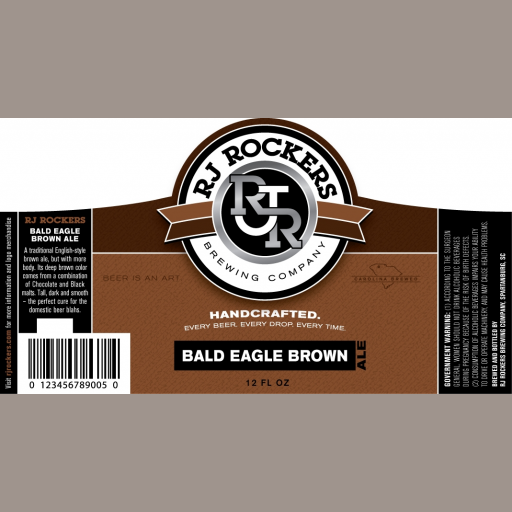 Visit rjrockers.com for more information and logo merchandise
RJ ROCKERS
BALD EAGLE
BROWN ALE
A traditional English-style
brown ale, but with more
body. Its deep brown color
comes from a combination
of Chocolate and Black
malts. Tall, dark and smooth
– the perfect cure for the
domestic beer blahs.
0 123456789005 0
RJ ROCKERS
RJR
BREWING COMPANY
BEER IS AN ART.
CAROLINA BREWED
HANDCRAFTED.
EVERY BEER. EVERY DROP. EVERY TIME.
BALD EAGLE BROWN
ALE
12 FL OZ
GOVERNMENT WARNING: (1) ACCORDING TO THE SURGEON
GENERAL WOMEN SHOULD NOT DRINK ALCOHOLIC BEVERAGES
DURING PREGNANCY BECAUSE OF THE RISK OF BIRTH DEFECTS.
(2) CONSUMPTION OF ALCOHOLIC BEVERAGES IMPAIRS YOUR ABILITY
TO DRIVE OR OPERATE MACHINERY, AND MAY CAUSE HEALTH PROBLEMS.
BREWED AND BOTTLED BY
RJ ROCKERS BREWING COMPANY, SPARTANBURG, SC